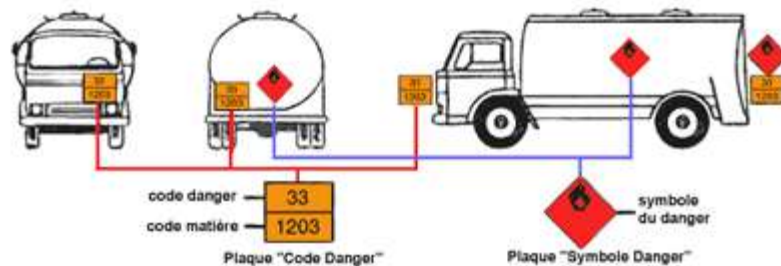 33
1203
33
1203
33
1203
33
1203
code danger
33
code matière
1203
symbole
du danger
Plaque "Code Danger"
Plaque "Symbole Danger"